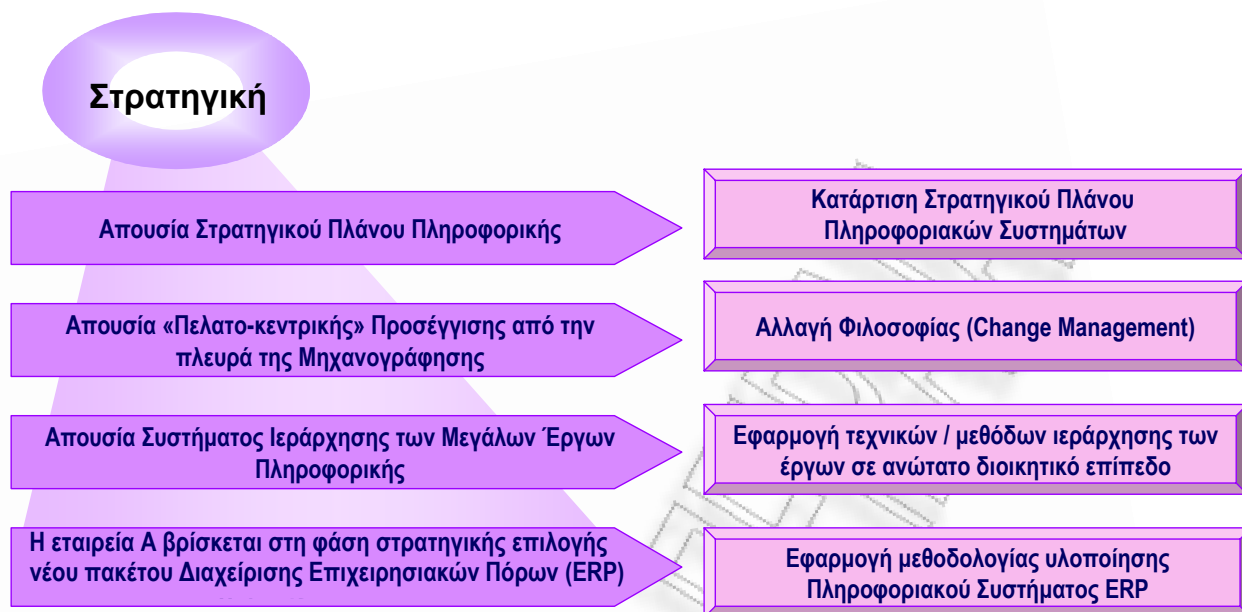 Στρατηγική
Απουσία Στρατηγικού Πλάνου Πληροφορικής
Κατάρτιση Στρατηγικού Πλάνου
Πληροφοριακών Συστημάτων
Απουσία «Πελατο-κεντρικής» Προσέγγισης από την
πλευρά της Μηχανογράφησης
Αλλαγή Φιλοσοφίας (Change Management)
Απουσία Συστήματος Ιεράρχησης των Μεγάλων Έργων
Πληροφορικής
Εφαρμογή τεχνικών / μεθόδων ιεράρχησης των
έργων σε ανώτατο διοικητικό επίπεδο
Η εταιρεία Α βρίσκεται στη φάση στρατηγικής επιλογής
νέου πακέτου Διαχείρισης Επιχειρησιακών Πόρων (ERP)
Εφαρμογή μεθοδολογίας υλοποίησης
Πληροφοριακού Συστήματος ERP